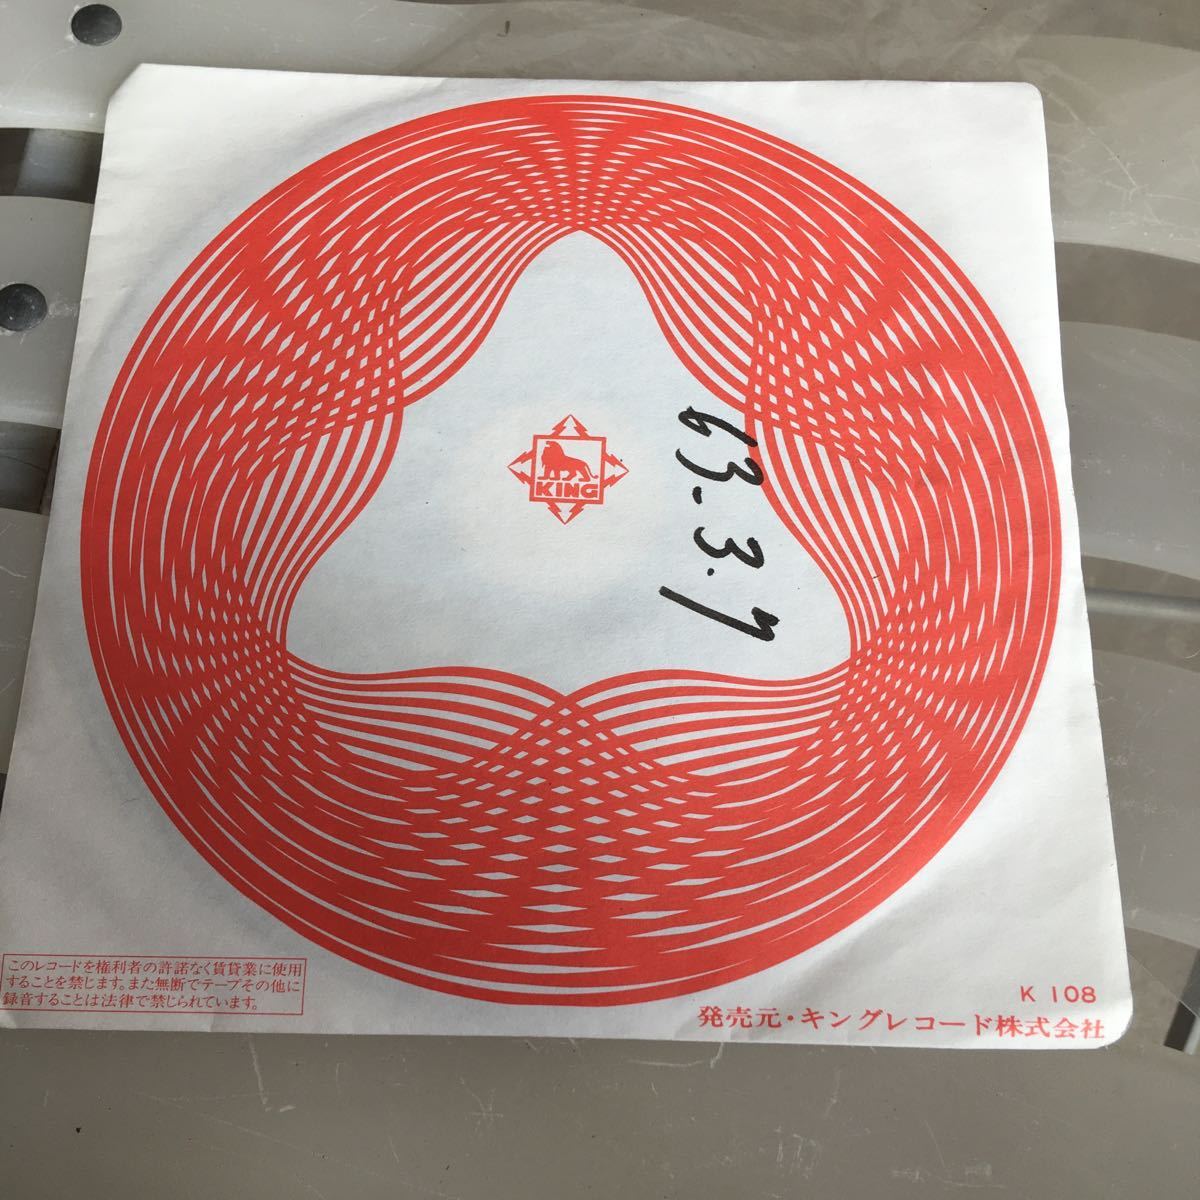 KING
63.3.7
このレコードを権利者の許諾なく賃貸業に使用
することを禁じます。また無断でテープその他に
録音することは法律で禁じられています。
K 108
発売元・キングレコード株式会社